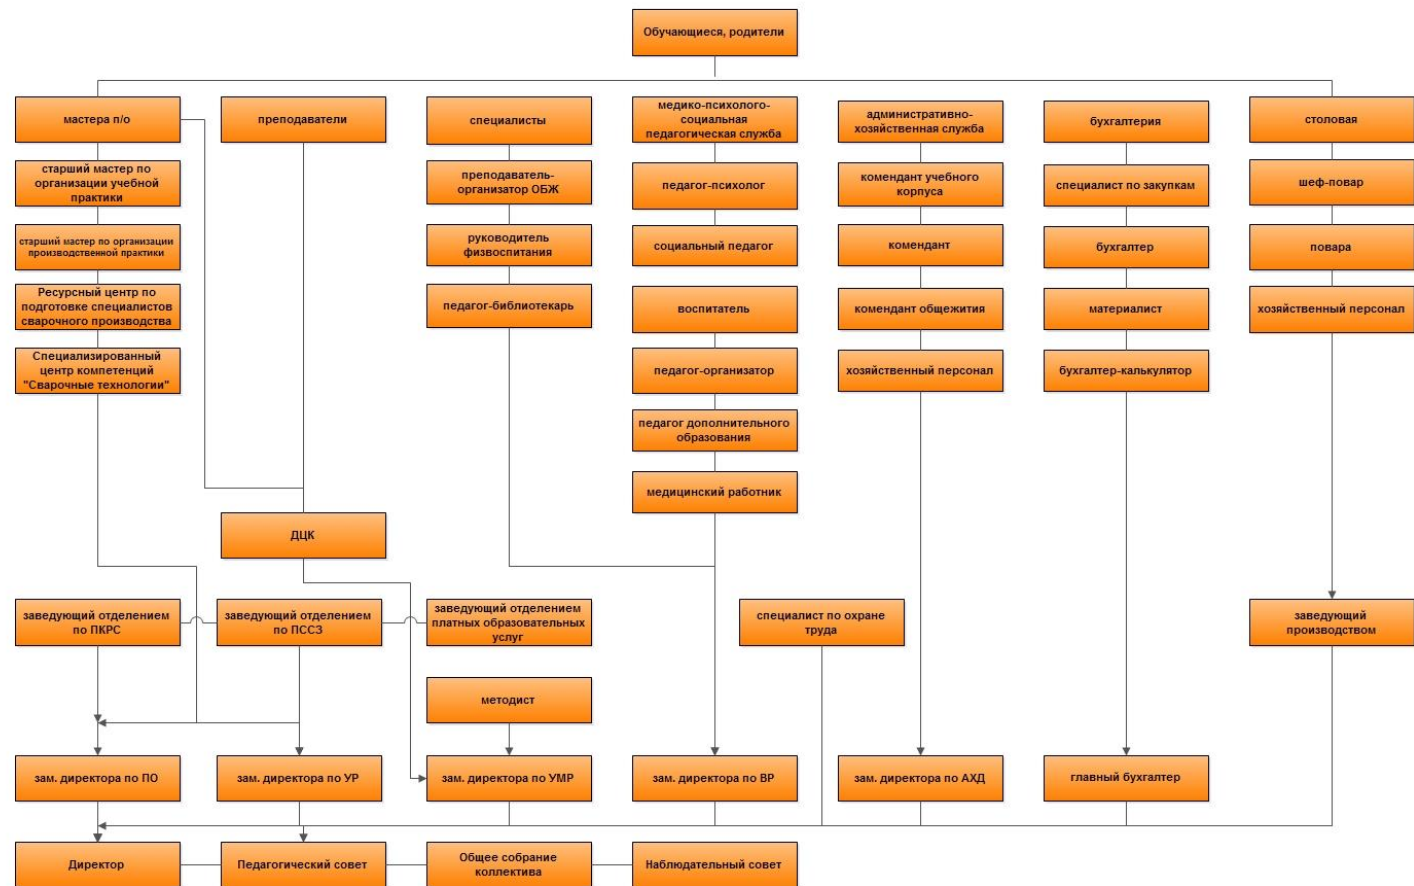 Обучающиеся, родители
мастера п/о
преподаватели
специалисты
медико-психолого-
социальная
педагогическая служба
административно-
хозяйственная служба
бухгалтерия
столовая
старший мастер по
организации учебной
практики
преподаватель-
организатор ОБЖ
педагог-психолог
комендант учебного
корпуса
специалист по закупкам
шеф-повар
старший мастер по организации
производственной практики
руководитель
физвоспитания
социальный педагог
комендант
бухгалтер
повара
Ресурсный центр по
подготовке специалистов
сварочного производства
педагог-библиотекарь
воспитатель
комендант общежития
материалист
хозяйственный персонал
Специализированный
центр компетенций
"Сварочные технологии"
педагог-организатор
хозяйственный персонал
бухгалтер-калькулятор
педагог дополнительного
образования
медицинский работник
ДЦК
заведующий отделением
по ПКРС
заведующий отделением
по ПССЗ
заведующий отделением
платных образовательных
услуг
специалист по охране
труда
заведующий
производством
методист
зам. директора по ПО
зам. директора по УР
зам. директора по УМР
зам. директора по ВР
зам. директора по АХД
главный бухгалтер
Директор
Педагогический совет
Общее собрание
коллектива
Наблюдательный совет